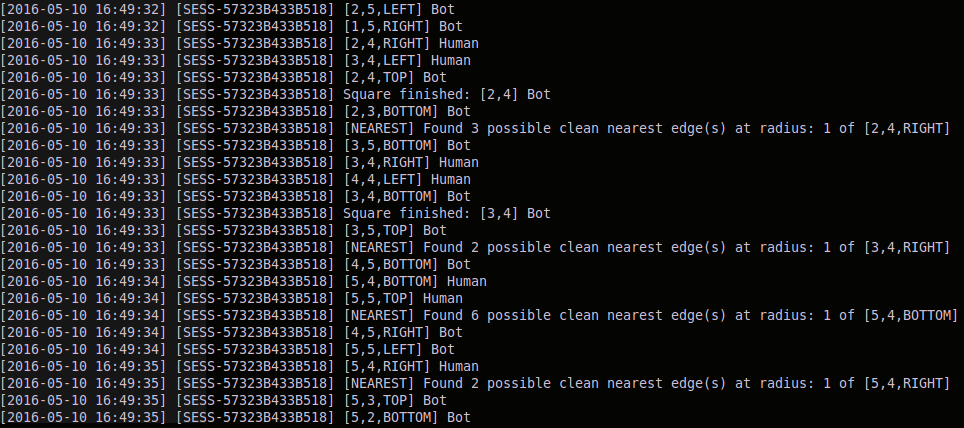 [2016-05-10 16:49:32] [SESS-57323B433B518] [2,5,LEFT] Bot
[2016-05-10 16:49:32] [SESS-57323B433B518] [1,5,RIGHT] Bot
[2016-05-10 16:49:33] [SESS-57323B433B518] [2,4,RIGHT] Human
[2016-05-10 16:49:33] [SESS-57323B433B518] [3,4,LEFT] Human
[2016-05-10 16:49:33] [SESS-57323B433B518] [2,4,TOP] Bot
[2016-05-10 16:49:33] [SESS-57323B433B518] Square finished: [2,4] Bot
[2016-05-10 16:49:33] [SESS-57323B433B518] [2,3,BOTTOM] Bot
[2016-05-10 16:49:33] [SESS-57323B433B518] [NEAREST] Found 3 possible clean nearest edge(s) at radius: 1 of [2,4,RIGHT]
[2016-05-10 16:49:33] [SESS-57323B433B518] [3,5,BOTTOM] Bot
[2016-05-10 16:49:33] [SESS-57323B433B518] [3,4,RIGHT] Human
[2016-05-10 16:49:33] [SESS-57323B433B518] [4,4,LEFT] Human
[2016-05-10 16:49:33] [SESS-57323B433B518] [3,4,BOTTOM] Bot
[2016-05-10 16:49:33] [SESS-57323B433B518] Square finished: [3,4] Bot
[2016-05-10 16:49:33] [SESS-57323B433B518] [3,5,TOP] Bot
[2016-05-10 16:49:33] [SESS-57323B433B518] [NEAREST] Found 2 possible clean nearest edge(s) at radius: 1 of [3,4,RIGHT]
[2016-05-10 16:49:33] [SESS-57323B433B518] [4,5,BOTTOM] Bot
[2016-05-10 16:49:34] [SESS-57323B433B518] [5,4,BOTTOM] Human
[2016-05-10 16:49:34] [SESS-57323B433B518] [5,5,TOP] Human
[2016-05-10 16:49:34] [SESS-57323B433B518] [NEAREST] Found 6 possible clean nearest edge(s) at radius: 1 of [5,4,BOTTOM]
[2016-05-10 16:49:34] [SESS-57323B433B518] [4,5,RIGHT] Bot
[2016-05-10 16:49:34] [SESS-57323B433B518] [5,5,LEFT] Bot
[2016-05-10 16:49:35] [SESS-57323B433B518] [5,4,RIGHT] Human
[2016-05-10 16:49:35] [SESS-57323B433B518] [NEAREST] Found 2 possible clean nearest edge(s) at radius: 1 of [5,4,RIGHT]
[2016-05-10 16:49:35] [SESS-57323B433B518] [5,3,TOP] Bot
[2016-05-10 16:49:35] [SESS-57323B433B518] [5,2,BOTTOM] Bot